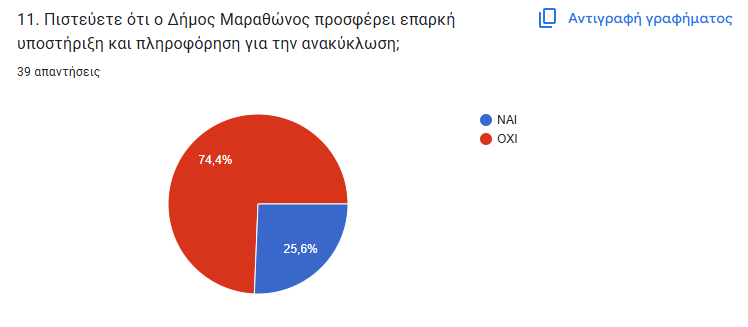 11. Πιστεύετε ότι ο Δήμος Μαραθώνος προσφέρει επαρκή
υποστήριξη και πληροφόρηση για την ανακύκλωση;
Αντιγραφή γραφήματος
39 απαντήσεις
ΝΑΙ
ΟΧΙ
74,4%
25,6%